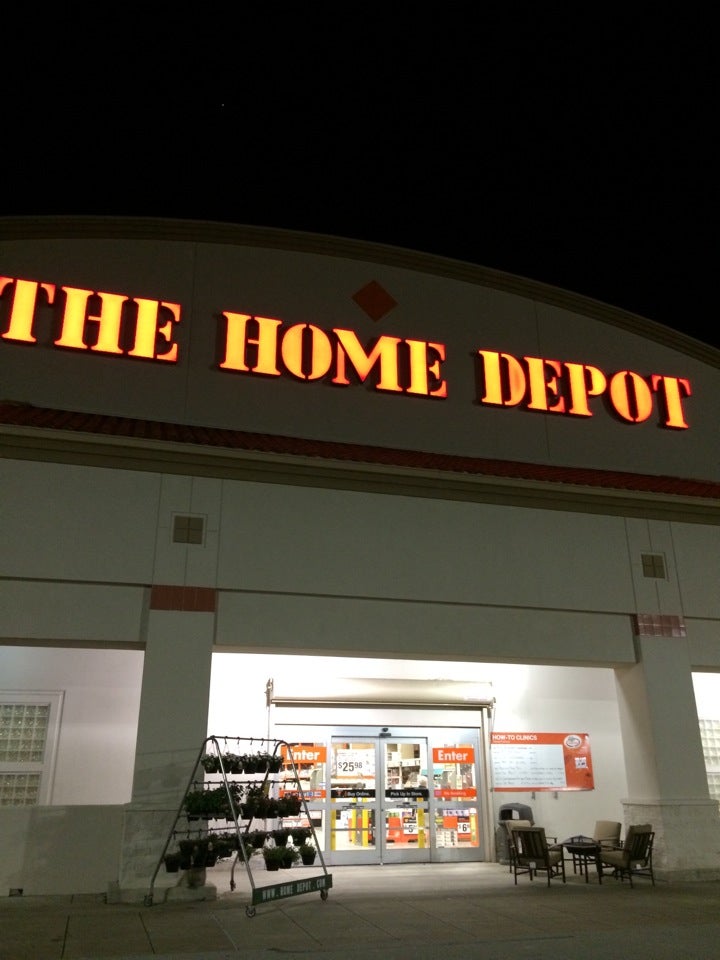 THE HOME DEPOT
HOW-TO CLINICS
Enter
Enter
$25.98
Buy Online.
Pick Up In Store.
WWW.HOMEDEPOT.COM